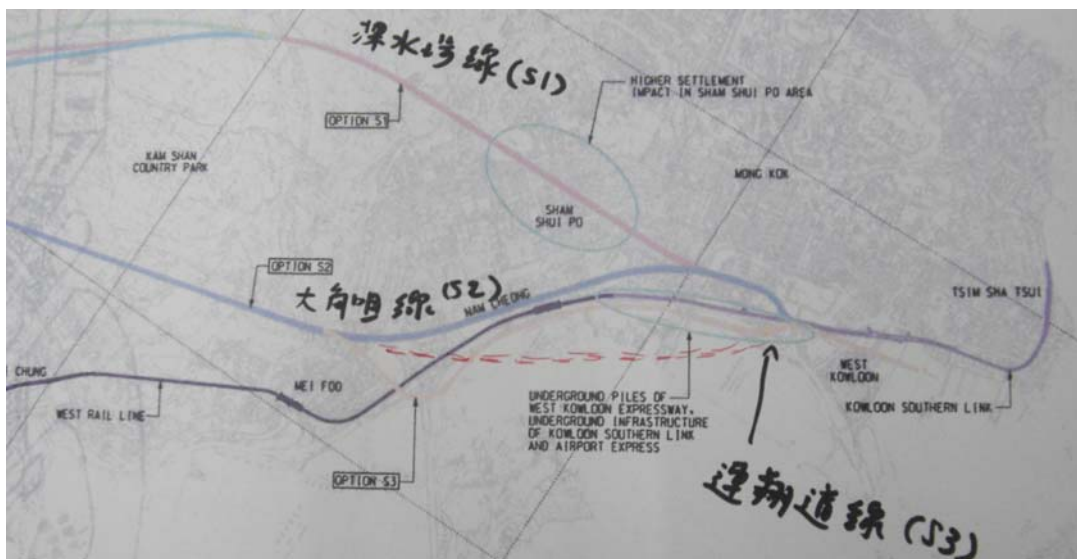 深水埗線(S1)
HIGHER SETTLEMENT
IMPACT IN SHAM SHUI PO AREA
OPTION S1
KAM SHAN
COUNTRY PARK
MONG KOK
SHAM
SHUI PO
OPTION S2
大角咀線(S2)
NAM CHEONG
TSIM SHA TSUI
CHUNG
MEI FOO
WEST RAIL LINE
WEST
KOWLOON
KOWLOON SOUTHERN LINK
UNDERGROUND PILES OF
WEST KOWLOON EXPRESSWAY,
UNDERGROUND INFRASTRUCTURE
OF KOWLOON SOUTHERN LINK
AND AIRPORT EXPRESS
OPTION S3
連翔道線(S3)